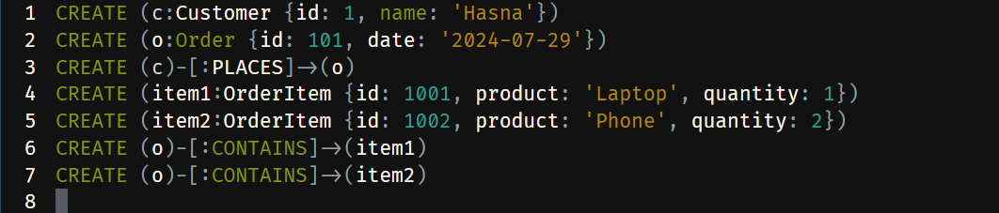 1 CREATE (c:Customer {id: 1, name: 'Hasna'})
2 CREATE (o:Order {id: 101, date: '2024-07-29'})
3 CREATE (c)-[:PLACES]->(o)
4 CREATE (item1:OrderItem {id: 1001, product: 'Laptop', quantity: 1})
5 CREATE (item2:OrderItem {id: 1002, product: 'Phone', quantity: 2})
6 CREATE (o)-[:CONTAINS]->(item1)
7 CREATE (o)-[:CONTAINS]->(item2)
8